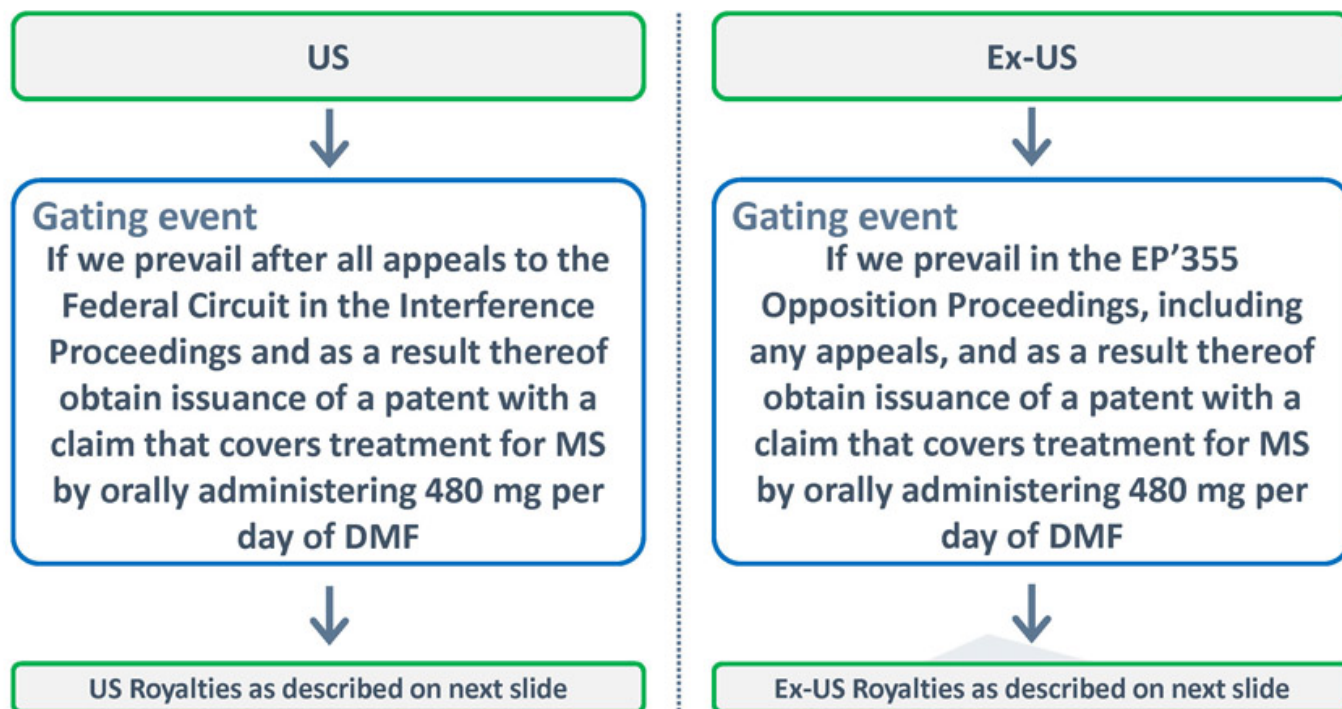 US
Gating event
If we prevail after all appeals to the
Federal Circuit in the Interference
Proceedings and as a result thereof
obtain issuance of a patent with a
claim that covers treatment for MS
by orally administering 480 mg per
day of DMF
US Royalties as described on next slide
Ex-US
Gating event
If we prevail in the EP’355
Opposition Proceedings, including
any appeals, and as a result thereof
obtain issuance of a patent with a
claim that covers treatment for MS
by orally administering 480 mg per
day of DMF
Ex-US Royalties as described on next slide